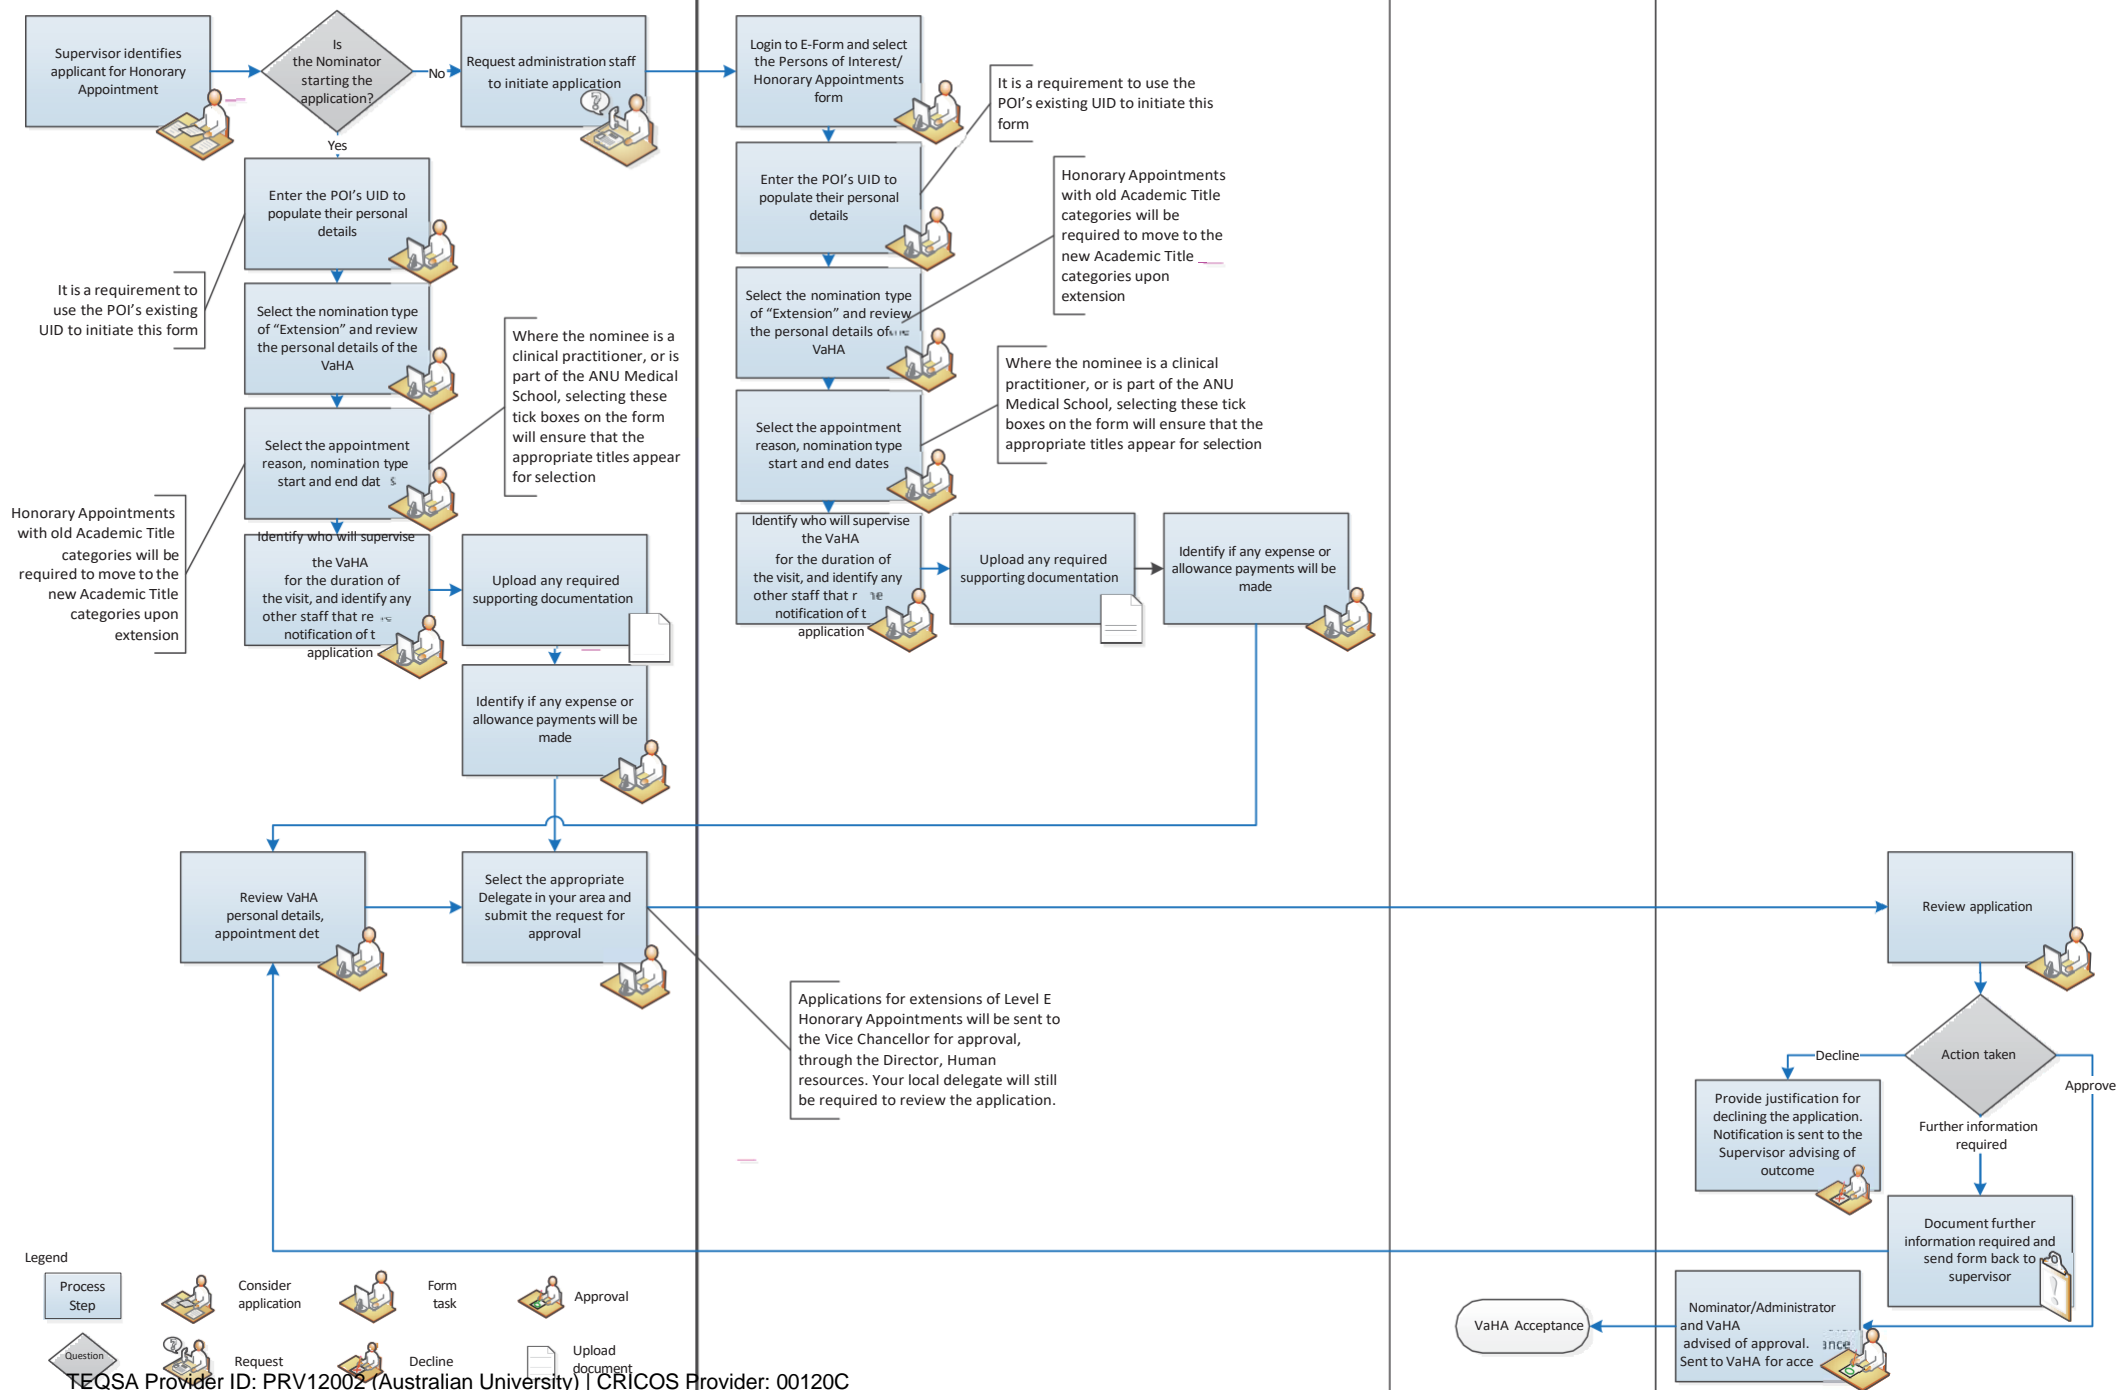 Supervisor identifies
applicant for Honorary
Appointment
Is
the Nominator
starting the
application?
No
Yes
Request administration staff
to initiate application
Enter the POI's UID to
populate their personal
details
It is a requirement to
use the POI's existing
UID to initiate this form
Select the nomination type
of “Extension” and review
the personal details of the
VaHA
Where the nominee is a
clinical practitioner, or is
part of the ANU Medical
School, selecting these
tick boxes on the form
will ensure that the
appropriate titles appear
for selection
Select the appointment
reason, nomination type
start and end dat s
Honorary Appointments
with old Academic Title
categories will be
required to move to the
new Academic Title
categories upon
extension
Identify who will supervise
the VaHA
for the duration of
the visit, and identify any
other staff that re
notification of t
application
Upload any required
supporting documentation
Identify if any expense or
allowance payments will be
made
Login to E-Form and select
the Persons of Interest/
Honorary Appointments
form
It is a requirement to use the
POI's existing UID to initiate this
form
Enter the POI's UID to
populate their personal
details
Honorary Appointments
with old Academic Title
categories will be
required to move to the
new Academic Title
categories upon
extension
Select the nomination type
of “Extension” and review
the personal details of the
VaHA
Where the nominee is a clinical
practitioner, or is part of the ANU
Medical School, selecting these tick
boxes on the form will ensure that the
appropriate titles appear for selection
Select the appointment
reason, nomination type
start and end dates
Identify who will supervise
the VaHA
for the duration of
the visit, and identify any
other staff that r
notification of t
application
Upload any required
supporting documentation
Identify if any expense or
allowance payments will be
made
Review VaHA
personal details,
appointment det
Select the appropriate
Delegate in your area and
submit the request for
approval
Applications for extensions of Level E
Honorary Appointments will be sent to
the Vice Chancellor for approval,
through the Director, Human
resources. Your local delegate will still
be required to review the application.
Review application
Action taken
Decline
Approve
Further information
required
Provide justification for
declining the application.
Notification is sent to the
Supervisor advising of
outcome
Document further
information required and
send form back to
supervisor
Nominator/Administrator
and VaHA
advised of approval.
Sent to VaHA for acce ance
VaHA Acceptance
Legend
Process
Step
Consider
application
Form
task
Approval
Question
Request
Decline
Upload
document
TEQSA Provider ID: PRV12002 (Australian University) | CRICOS Provider: 00120C